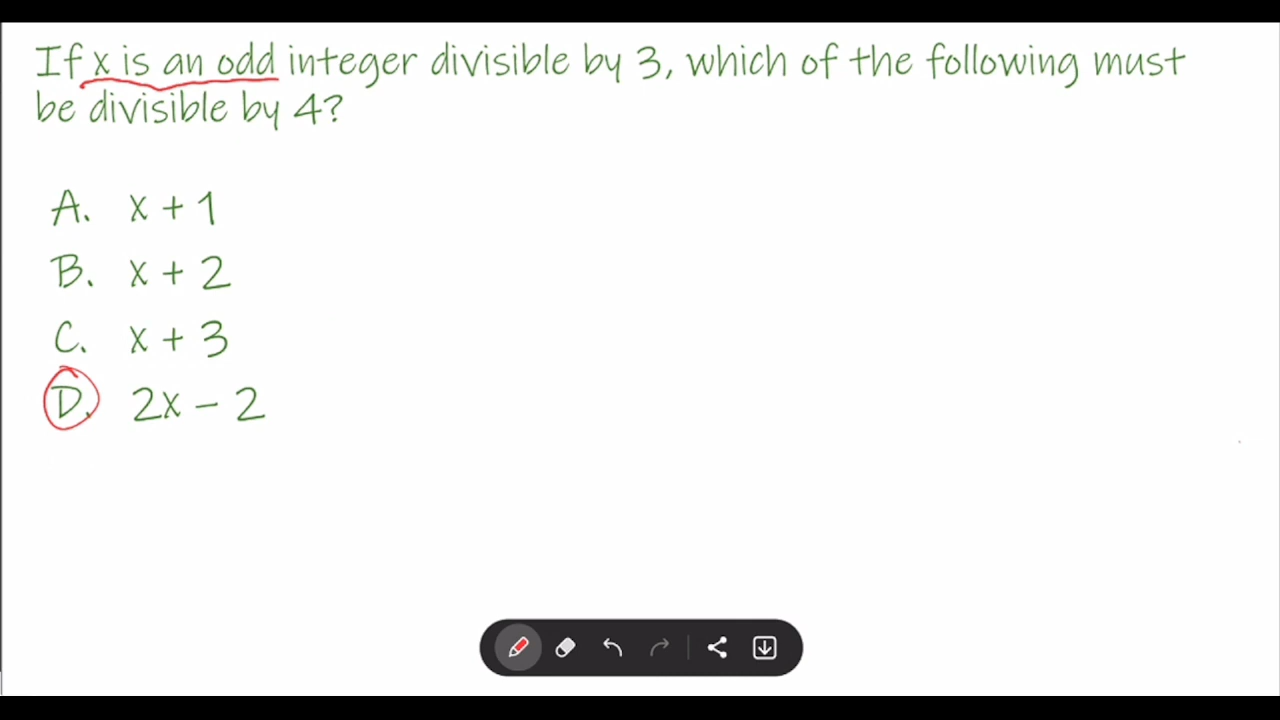 If x is an odd integer divisible by 3, which of the following must
be divisible by 4?
A. x + 1
B. x + 2
C. x + 3
D. 2x - 2